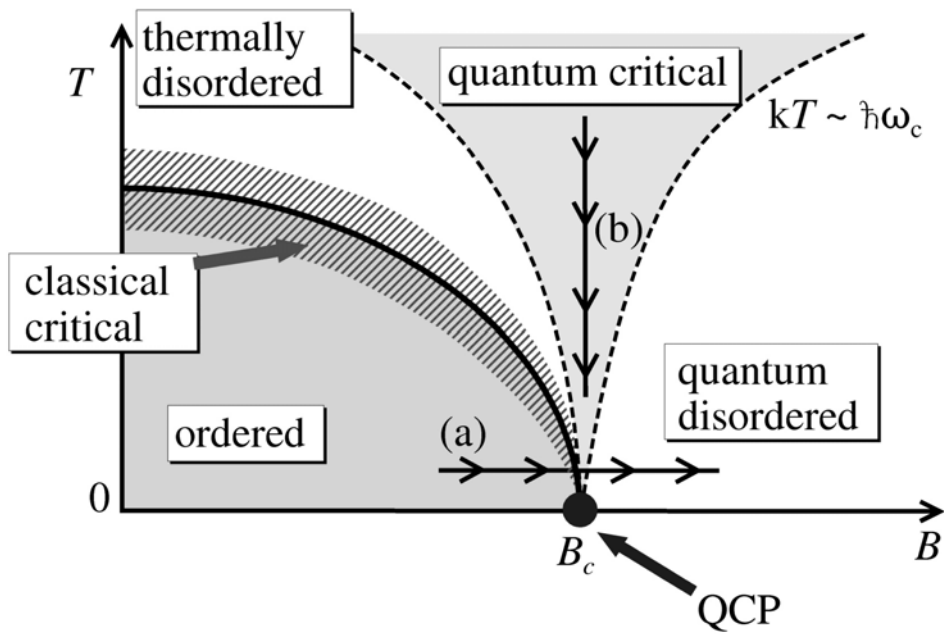 thermally
disordered
T
quantum critical
kT ~ ħω_c
(b)
classical
critical
quantum
disordered
(a)
ordered
0
B_c
B
QCP